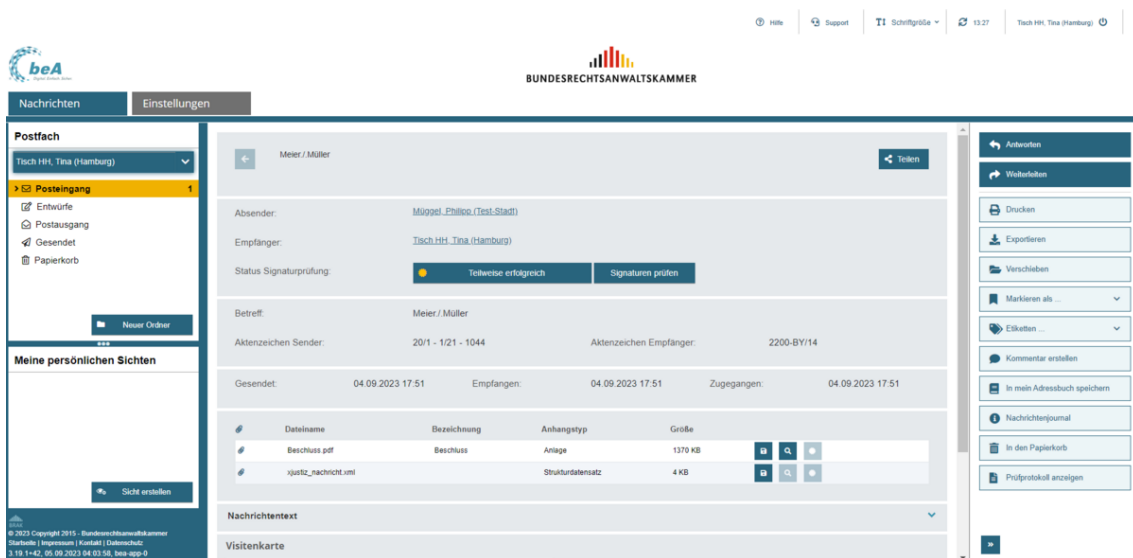 Hilfe Support Schriftgröße 13:27 Tisch HH, Tina (Hamburg)
beA
BUNDESRECHTSANWALTSKAMMER
Nachrichten Einstellungen
Postfach
Tisch HH, Tina (Hamburg)
Posteingang 1
Entwürfe
Postausgang
Gesendet
Papierkorb
Neuer Ordner
Meine persönlichen Sichten
Sicht erstellen
BRAK
© 2023 Copyright 2015 - Bundesrechtsanwaltskammer
Startseite | Impressum | Kontakt | Datenschutz
3.19.1+42, 05.09.2023 04:03:58, bea-app-0
Meier./.Müller
Teilen
Absender: Müggel, Philipp (Test-Stadt)
Empfänger: Tisch HH, Tina (Hamburg)
Status Signaturprüfung: Teilweise erfolgreich Signaturen prüfen
Betreff: Meier./.Müller
Aktenzeichen Sender: 20/1 - 1/21 - 1044 Aktenzeichen Empfänger: 2200-BY/14
Gesendet: 04.09.2023 17:51 Empfangen: 04.09.2023 17:51 Zugegangen: 04.09.2023 17:51
Dateiname Bezeichnung Anhangstyp Größe
Beschluss.pdf Beschluss Anlage 1370 KB
xjustiz_nachricht.xml Strukturdatensatz 4 KB
Nachrichtentext
Visitenkarte
Antworten
Weiterleiten
Drucken
Exportieren
Verschieben
Markieren als ...
Etiketten ...
Kommentar erstellen
In mein Adressbuch speichern
Nachrichtenjournal
In den Papierkorb
Prüfprotokoll anzeigen